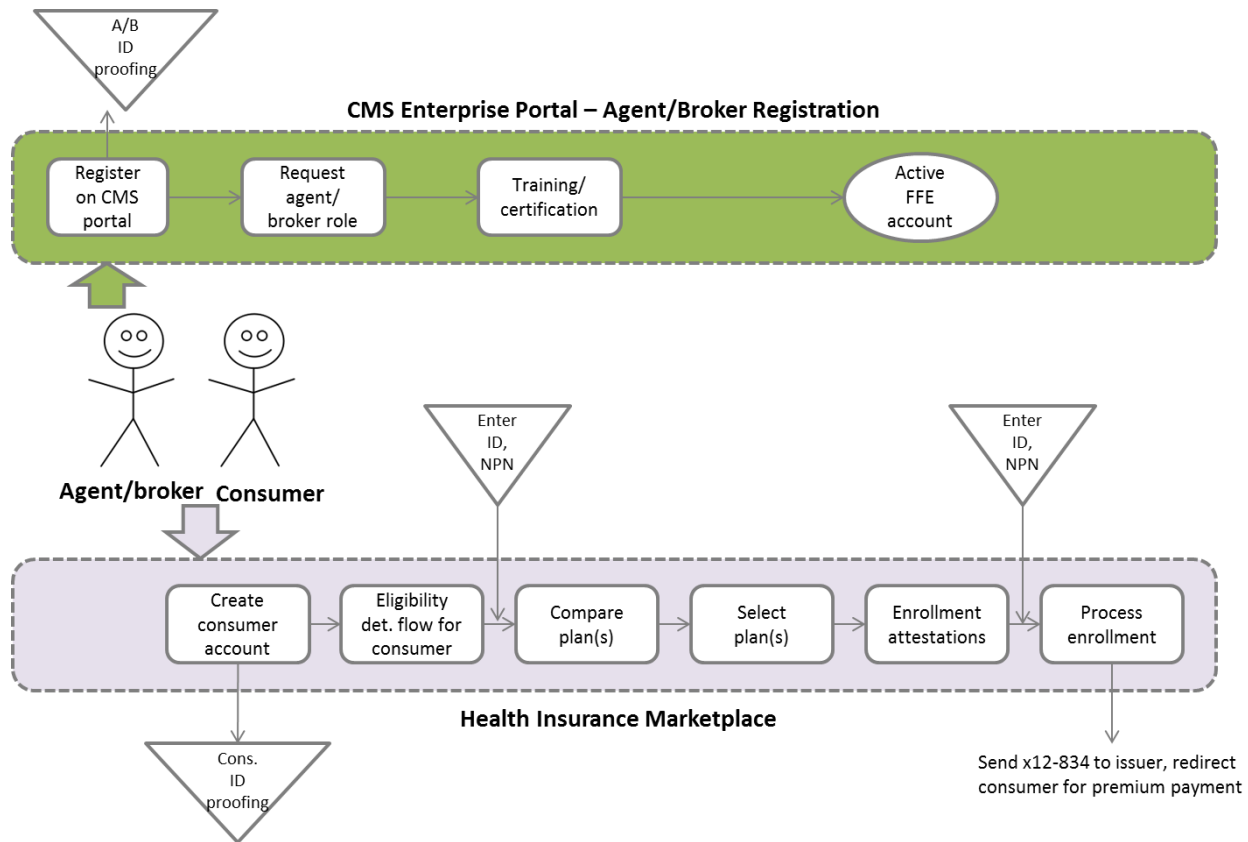 A/B
ID
proofing
CMS Enterprise Portal – Agent/Broker Registration
Register
on CMS
portal
Request
agent/
broker role
Training/
certification
Active
FFE
account
Agent/broker
Consumer
Enter
ID,
NPN
Enter
ID,
NPN
Create
consumer
account
Eligibility
det. flow for
consumer
Compare
plan(s)
Select
plan(s)
Enrollment
attestations
Process
enrollment
Health Insurance Marketplace
Cons.
ID
proofing
Send x12-834 to issuer, redirect
consumer for premium payment